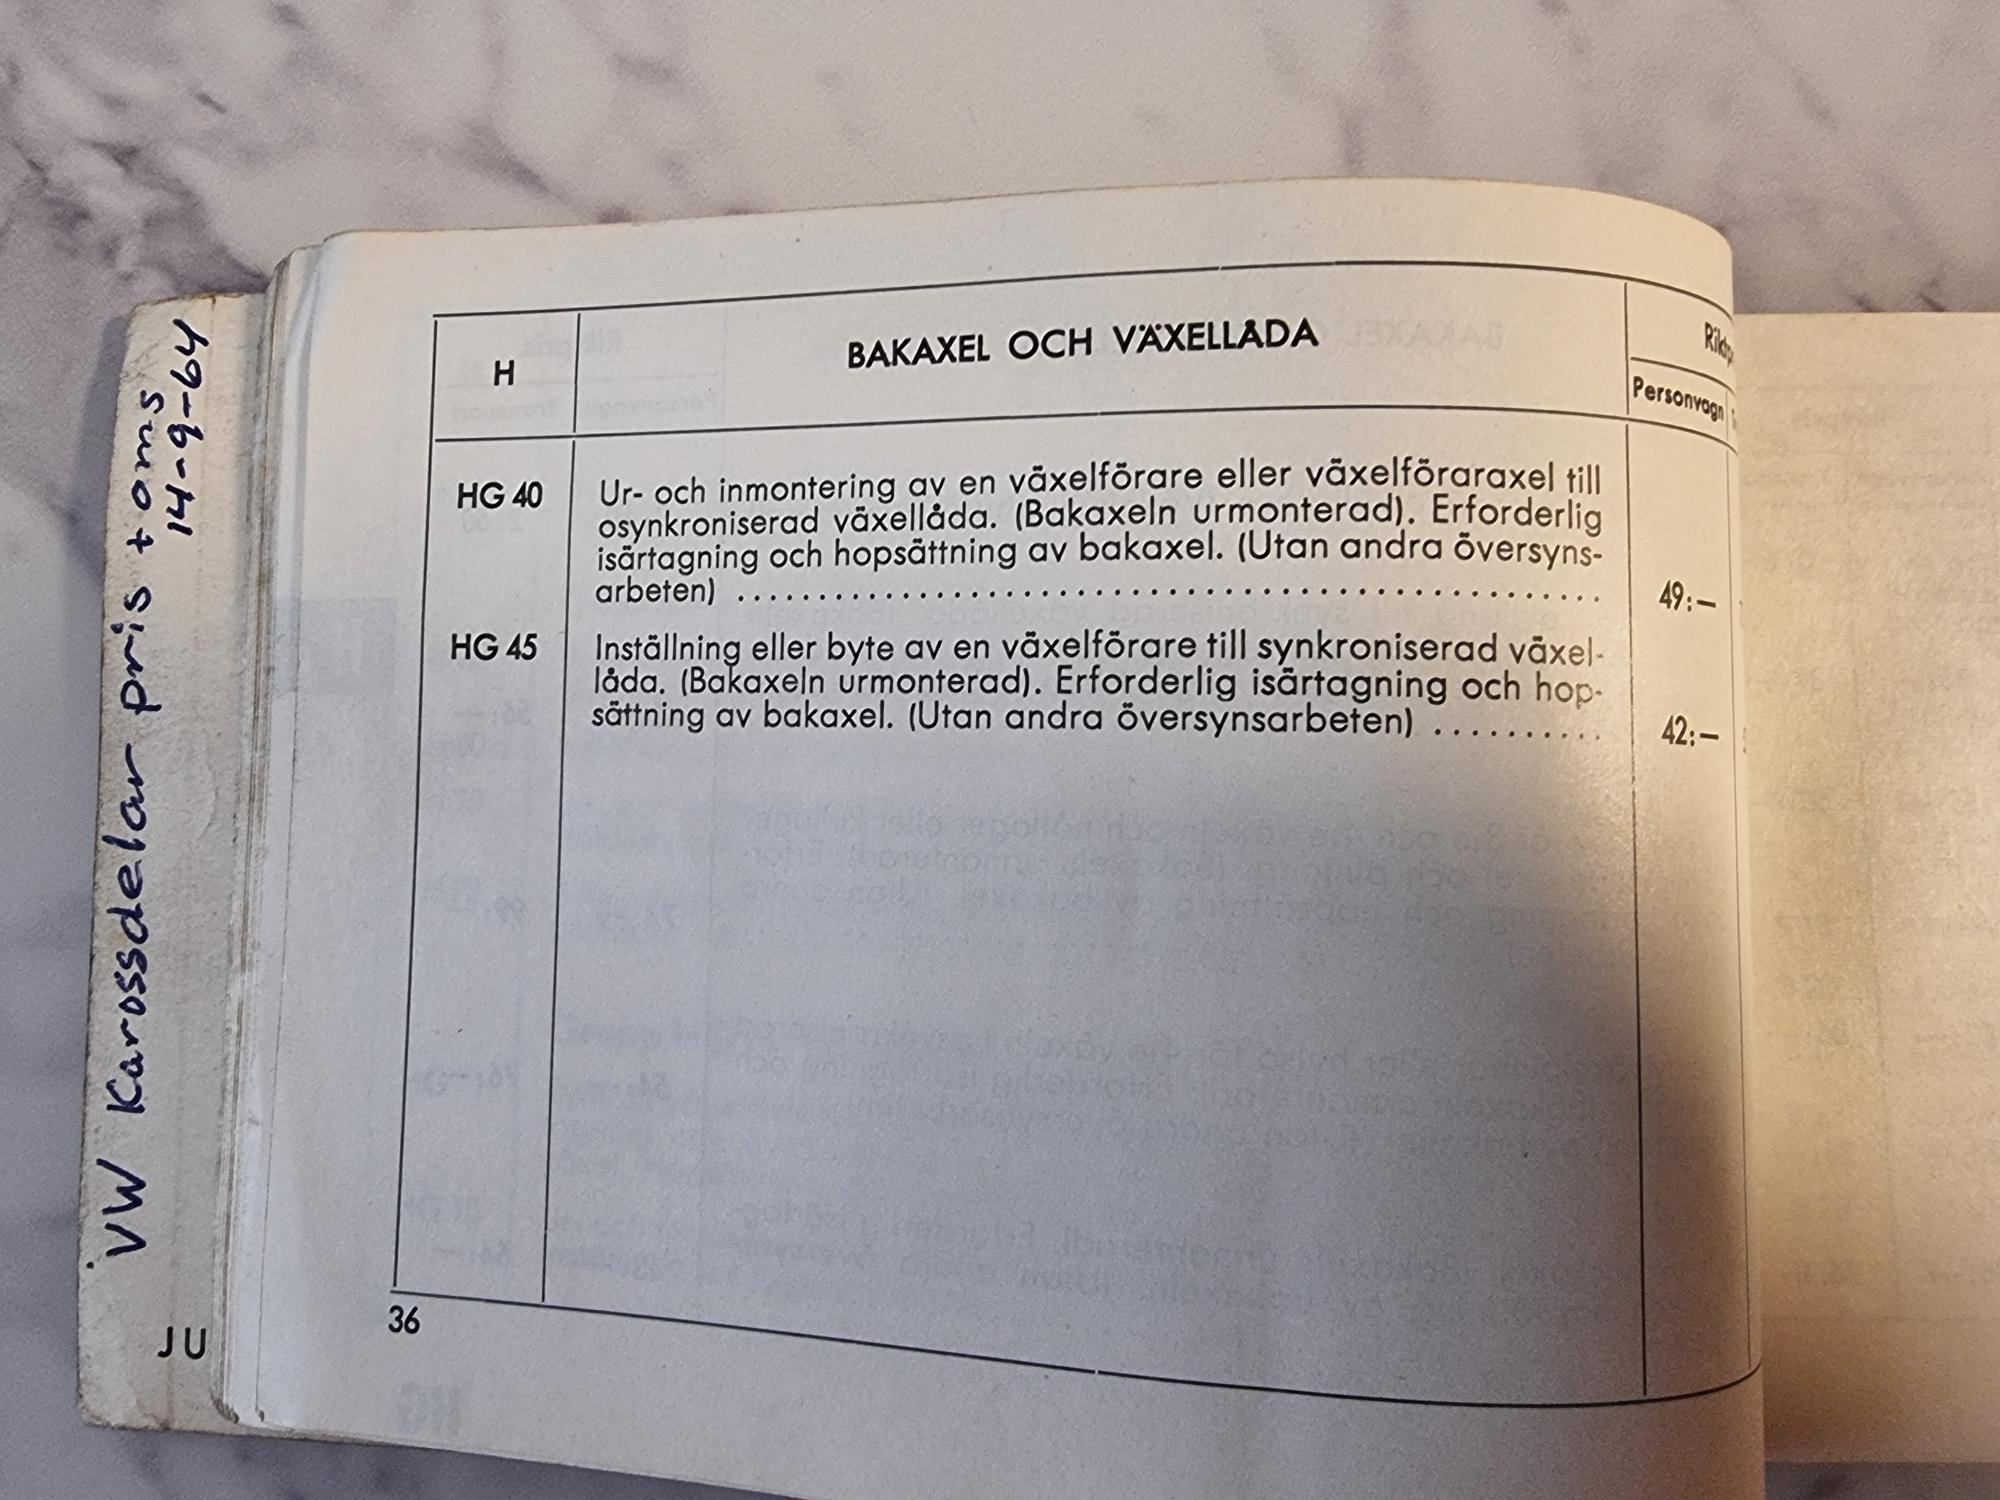 VW Karossdelar pris + oms
14-9-64
JU
H
BAKAXEL OCH VÄXELLÅDA
Personvagn
HG 40
Ur- och inmontering av en växelförare eller växelföraraxel till
osynkroniserad växellåda. (Bakaxeln urmonterad). Erforderlig
isärtagning och hopsättning av bakaxel. (Utan andra översyns-
arbeten) ..................................................
49:—
HG 45
Inställning eller byte av en växelförare till synkroniserad växel-
låda. (Bakaxeln urmonterad). Erforderlig isärtagning och hop-
sättning av bakaxel. (Utan andra översynsarbeten) ..........
42:—
36